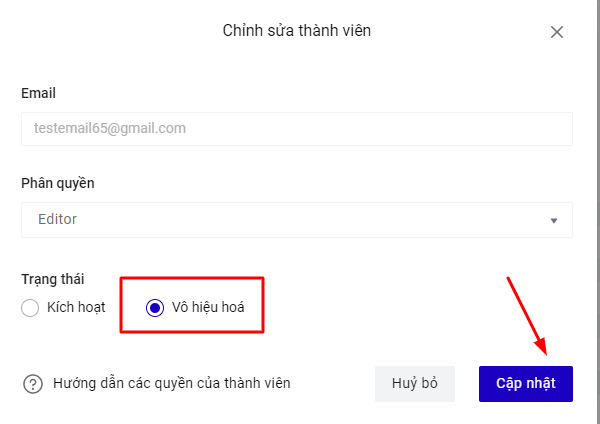 Chỉnh sửa thành viên
Email
testemail65@gmail.com
Phân quyền
Editor
Trạng thái
Kích hoạt
Vô hiệu hoá
Hướng dẫn các quyền của thành viên
Huỷ bỏ
Cập nhật